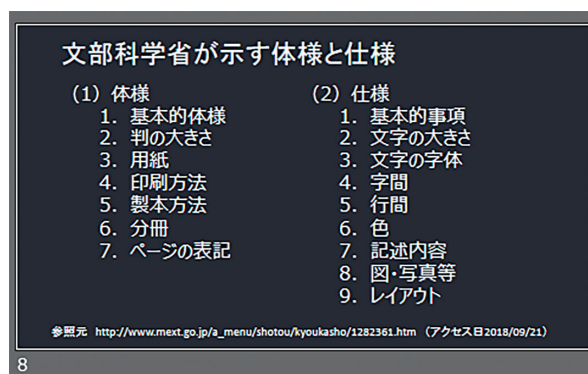 文部科学省が示す体様と仕様
(1) 体様
1. 基本的体様
2. 判の大きさ
3. 用紙
4. 印刷方法
5. 製本方法
6. 分冊
7. ページの表記
(2) 仕様
1. 基本的事項
2. 文字の大きさ
3. 文字の字体
4. 字間
5. 行間
6. 色
7. 記述内容
8. 図・写真等
9. レイアウト
参照元 http://www.mext.go.jp/a_menu/shotou/kyoukasho/1282361.htm (アクセス日2018/09/21)
8